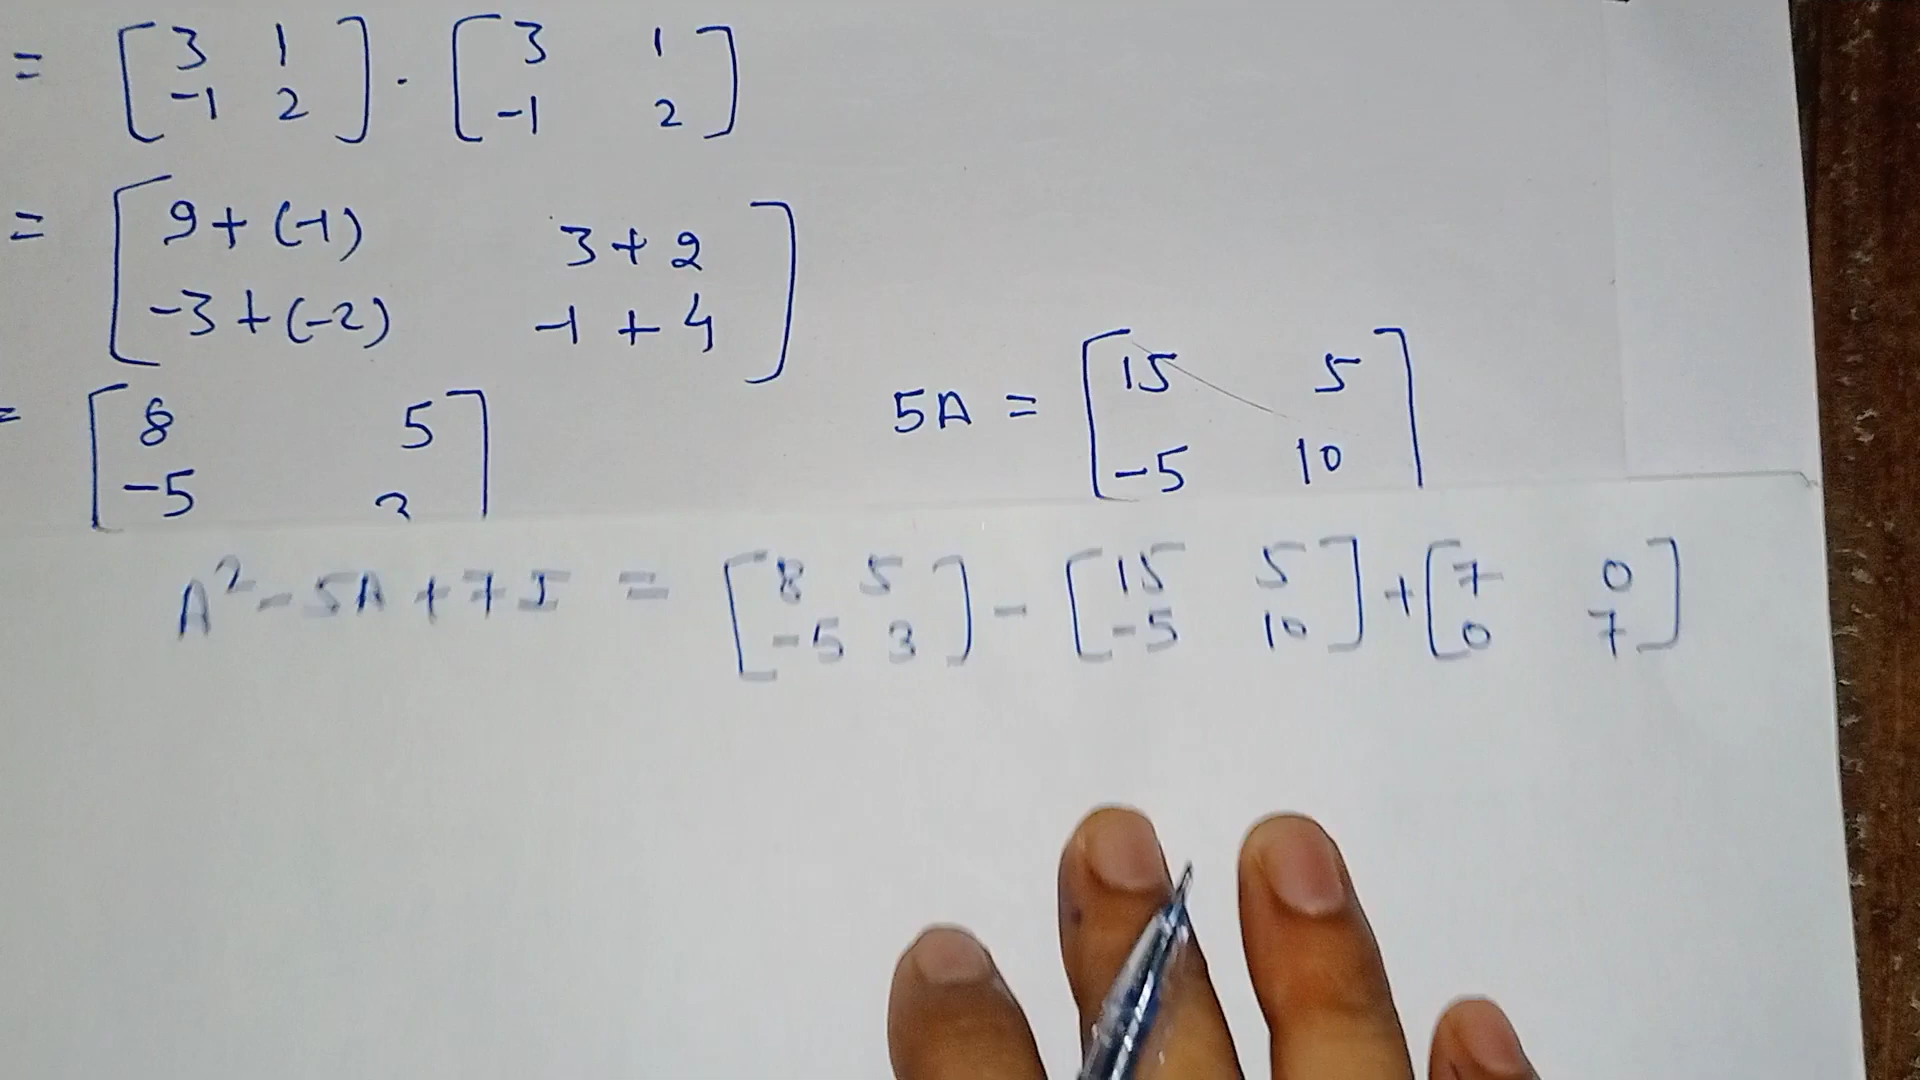 = [ 3 1 ] . [ 3 1 ]
[ -1 2 ] [ -1 2 ]
= [ 9 + (-1) 3 + 2 ]
[ -3 + (-2) -1 + 4 ]
= [ 8 5 ]
[ -5 3 ]
5A = [ 15 5 ]
[ -5 10 ]
A² - 5A + 7I = [ 8 5 ] - [ 15 5 ] + [ 7 0 ]
[ -5 3 ] [ -5 10 ] [ 0 7 ]